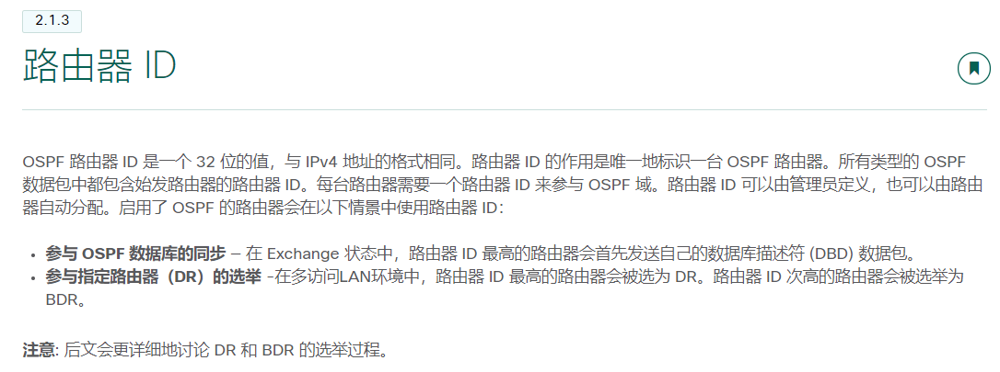 2.1.3
路由器 ID
OSPF 路由器 ID 是一个 32 位的值，与 IPv4 地址的格式相同。路由器 ID 的作用是唯一地标识一台 OSPF 路由器。所有类型的 OSPF
数据包中都包含始发路由器的路由器 ID。每台路由器需要一个路由器 ID 来参与 OSPF 域。路由器 ID 可以由管理员定义，也可以由路由
器自动分配。启用了 OSPF 的路由器会在以下情景中使用路由器 ID：
• 参与 OSPF 数据库的同步 – 在 Exchange 状态中，路由器 ID 最高的路由器会首先发送自己的数据库描述符 (DBD) 数据包。
• 参与指定路由器（DR）的选举 -在多访问LAN环境中，路由器 ID 最高的路由器会被选为 DR。路由器 ID 次高的路由器会被选举为
BDR。
注意: 后文会更详细地讨论 DR 和 BDR 的选举过程。